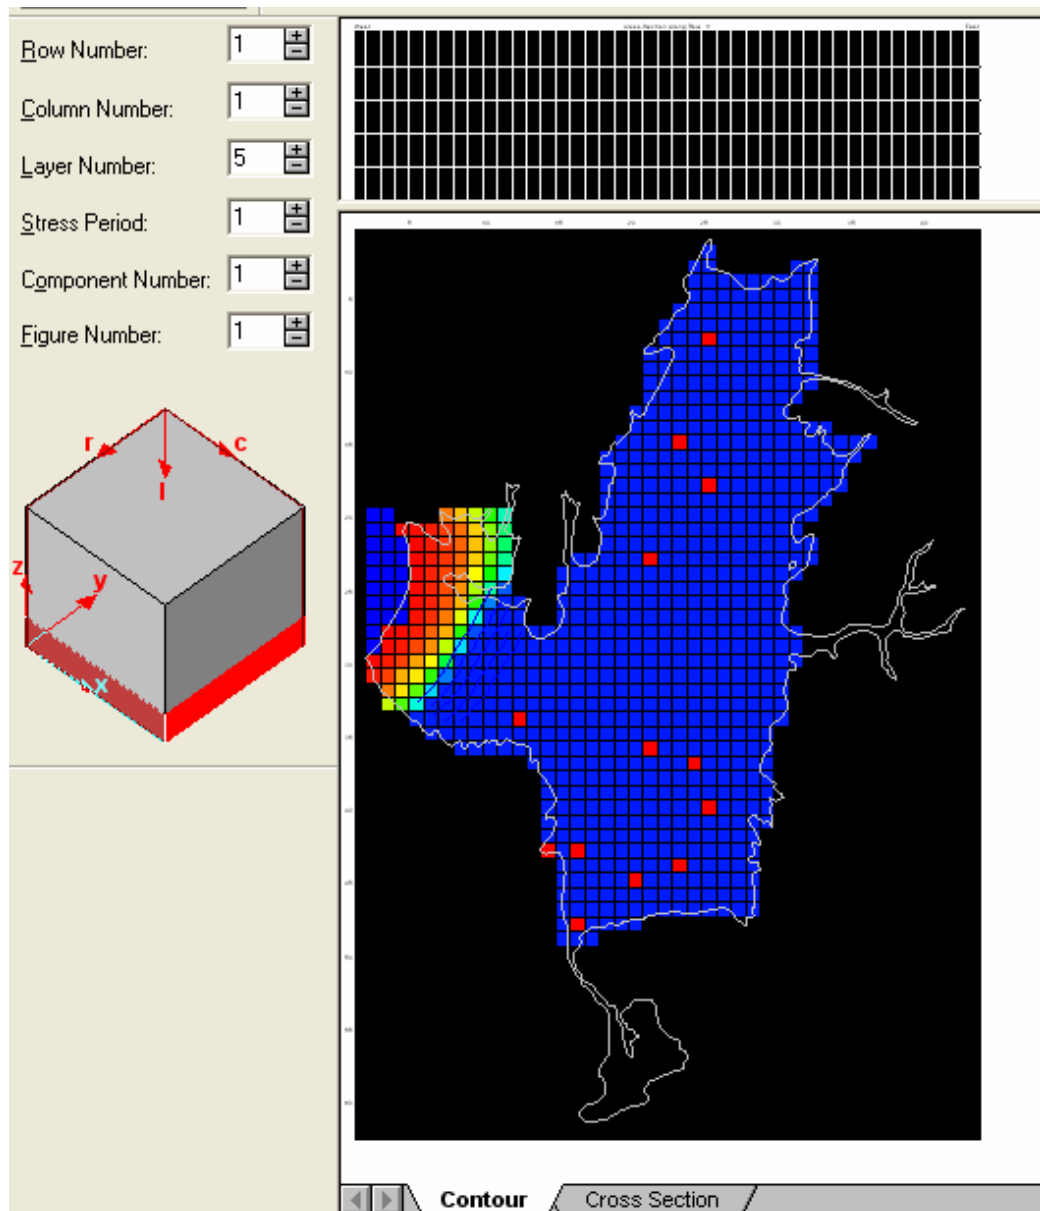 Row Number: 1
Column Number: 1
Layer Number: 5
Stress Period: 1
Component Number: 1
Figure Number: 1
r
c
l
z
y
x
Contour
Cross Section